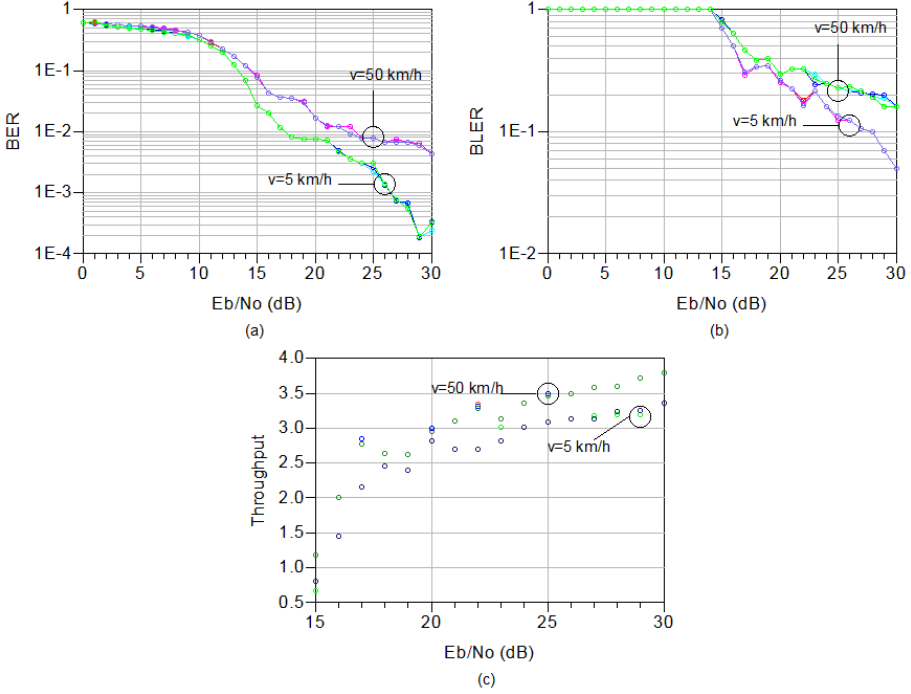 BER
1
1E-1
1E-2
1E-3
1E-4
v=50 km/h
v=5 km/h
0 5 10 15 20 25 30
Eb/No (dB)
(a)
BLER
1
1E-1
1E-2
v=50 km/h
v=5 km/h
0 5 10 15 20 25 30
Eb/No (dB)
(b)
Throughput
4.0
3.5
3.0
2.5
2.0
1.5
1.0
0.5
v=50 km/h
v=5 km/h
15 20 25 30
Eb/No (dB)
(c)